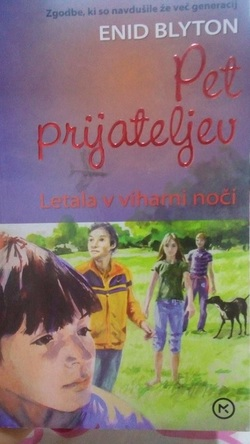 Zgodbe, ki so navdušile že več generacij
ENID BLYTON
Pet
prijateljev
Letala v viharni noči